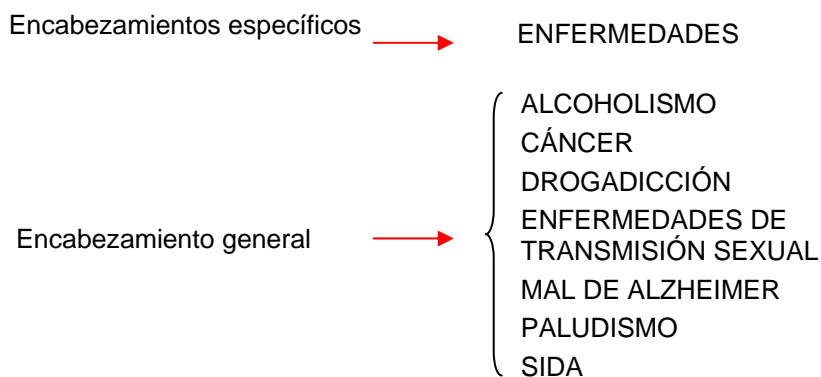 Encabezamientos específicos
ENFERMEDADES
Encabezamiento general
ALCOHOLISMO
CÁNCER
DROGADICCIÓN
ENFERMEDADES DE
TRANSMISIÓN SEXUAL
MAL DE ALZHEIMER
PALUDISMO
SIDA